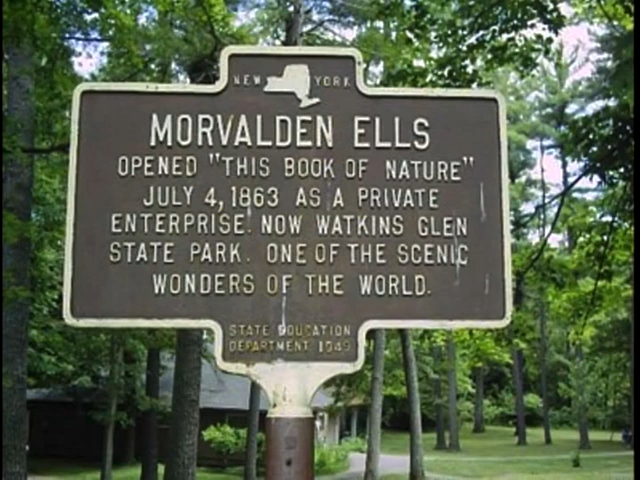 NEW YORK
MORVALDEN ELLS
OPENED "THIS BOOK OF NATURE"
JULY 4, 1863 AS A PRIVATE
ENTERPRISE. NOW WATKINS GLEN
STATE PARK. ONE OF THE SCENIC
WONDERS OF THE WORLD.
STATE EDUCATION
DEPARTMENT 1949